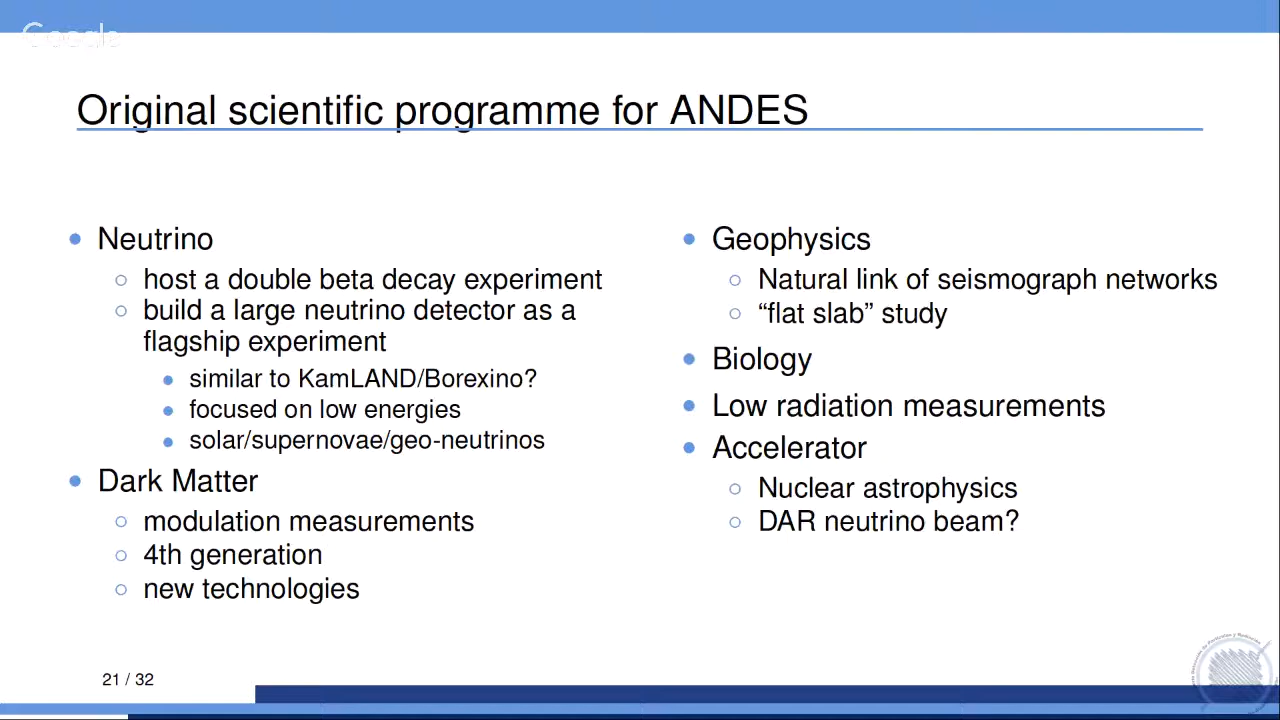 Google
Original scientific programme for ANDES
Neutrino
host a double beta decay experiment
build a large neutrino detector as a
flagship experiment
similar to KamLAND/Borexino?
focused on low energies
solar/supernovae/geo-neutrinos
Dark Matter
modulation measurements
4th generation
new technologies
Geophysics
Natural link of seismograph networks
“flat slab” study
Biology
Low radiation measurements
Accelerator
Nuclear astrophysics
DAR neutrino beam?
21 / 32